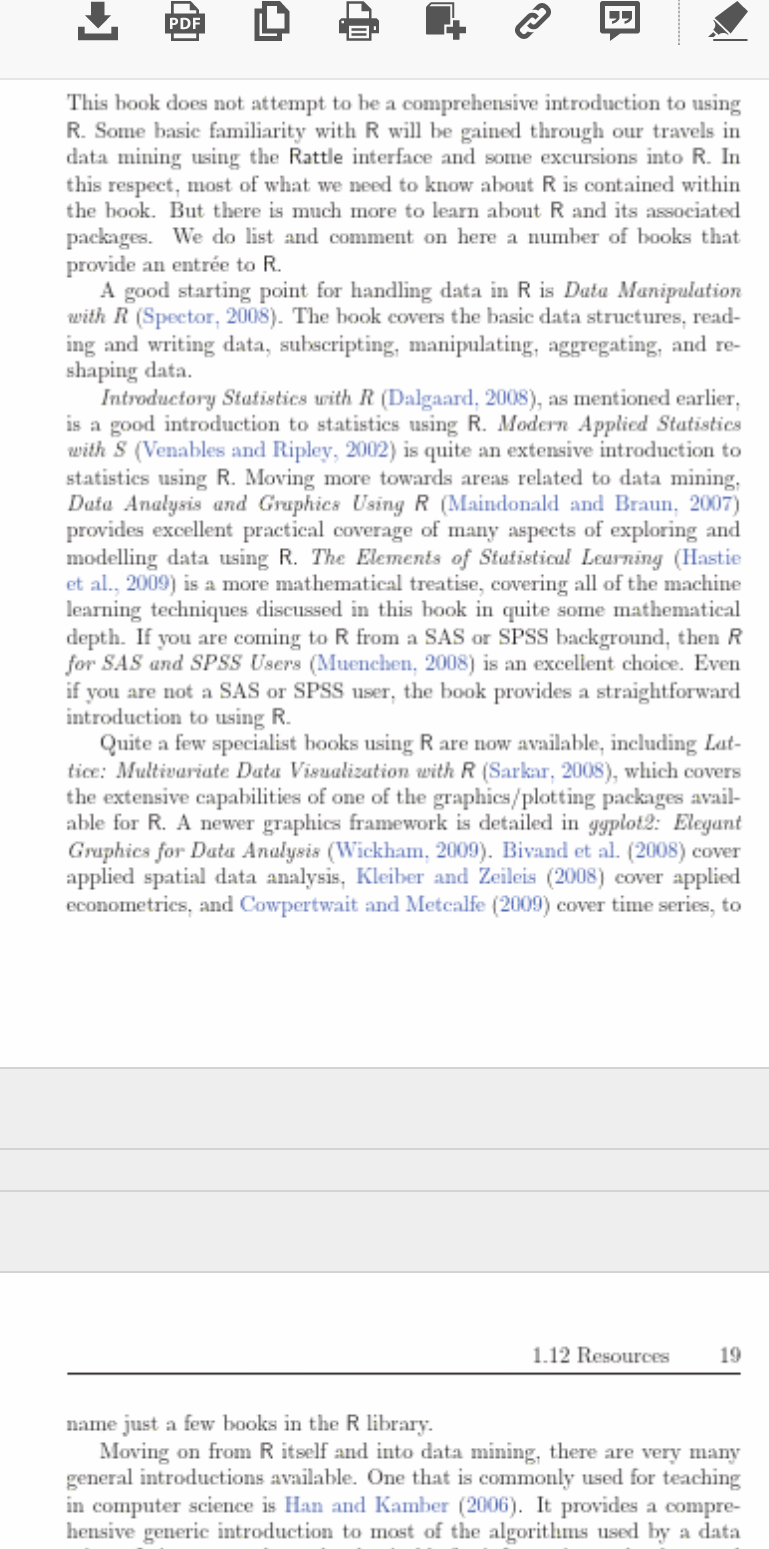 PDF
This book does not attempt to be a comprehensive introduction to using
R. Some basic familiarity with R will be gained through our travels in
data mining using the Rattle interface and some excursions into R. In
this respect, most of what we need to know about R is contained within
the book. But there is much more to learn about R and its associated
packages. We do list and comment on here a number of books that
provide an entrée to R.
A good starting point for handling data in R is Data Manipulation
with R (Spector, 2008). The book covers the basic data structures, read-
ing and writing data, subscripting, manipulating, aggregating, and re-
shaping data.
Introductory Statistics with R (Dalgaard, 2008), as mentioned earlier,
is a good introduction to statistics using R. Modern Applied Statistics
with S (Venables and Ripley, 2002) is quite an extensive introduction to
statistics using R. Moving more towards areas related to data mining,
Data Analysis and Graphics Using R (Maindonald and Braun, 2007)
provides excellent practical coverage of many aspects of exploring and
modelling data using R. The Elements of Statistical Learning (Hastie
et al., 2009) is a more mathematical treatise, covering all of the machine
learning techniques discussed in this book in quite some mathematical
depth. If you are coming to R from a SAS or SPSS background, then R
for SAS and SPSS Users (Muenchen, 2008) is an excellent choice. Even
if you are not a SAS or SPSS user, the book provides a straightforward
introduction to using R.
Quite a few specialist books using R are now available, including Lat-
tice: Multivariate Data Visualization with R (Sarkar, 2008), which covers
the extensive capabilities of one of the graphics/plotting packages avail-
able for R. A newer graphics framework is detailed in ggplot2: Elegant
Graphics for Data Analysis (Wickham, 2009). Bivand et al. (2008) cover
applied spatial data analysis, Kleiber and Zeileis (2008) cover applied
econometrics, and Cowpertwait and Metcalfe (2009) cover time series, to
1.12 Resources 19
name just a few books in the R library.
Moving on from R itself and into data mining, there are very many
general introductions available. One that is commonly used for teaching
in computer science is Han and Kamber (2006). It provides a compre-
hensive generic introduction to most of the algorithms used by a data